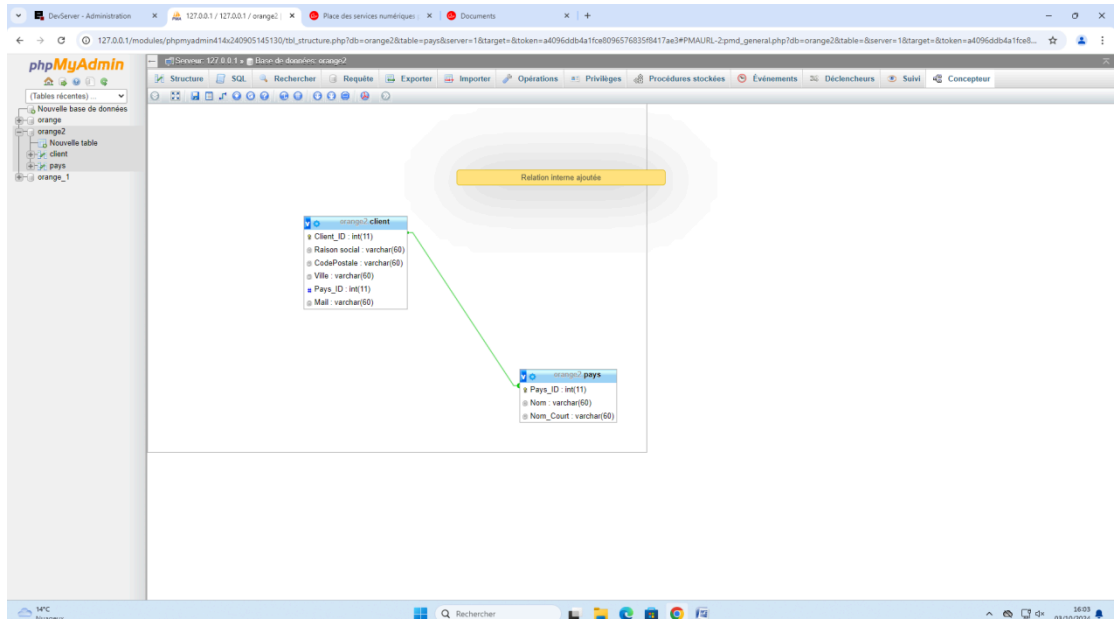 DevServer - Administration
127.0.0.1 / 127.0.0.1 / orange2 |
Place des services numériques :
Documents
127.0.0.1/modules/phpmyadmin414x240905145130/tbl_structure.php?db=orange2&table=pays&server=1&target=&token=a4096ddb4a1fce8096576835f8417ae3#PMAURL-2:pmd_general.php?db=orange2&table=&server=1&target=&token=a4096ddb4a1fce8...
phpMyAdmin
Serveur: 127.0.0.1 » Base de données: orange2
Structure SQL Rechercher Requête Exporter Importer Opérations Privilèges Procédures stockées Événements Déclencheurs Suivi Concepteur
(Tables récentes) ...
Nouvelle base de données
orange
orange2
Nouvelle table
client
pays
orange_1
Relation interne ajoutée
orange2.client
Client_ID : int(11)
Raison social : varchar(60)
CodePostale : varchar(60)
Ville : varchar(60)
Pays_ID : int(11)
Mail : varchar(60)
orange2.pays
Pays_ID : int(11)
Nom : varchar(60)
Nom_Court : varchar(60)
14°C
Rechercher
16:03
03/10/2024